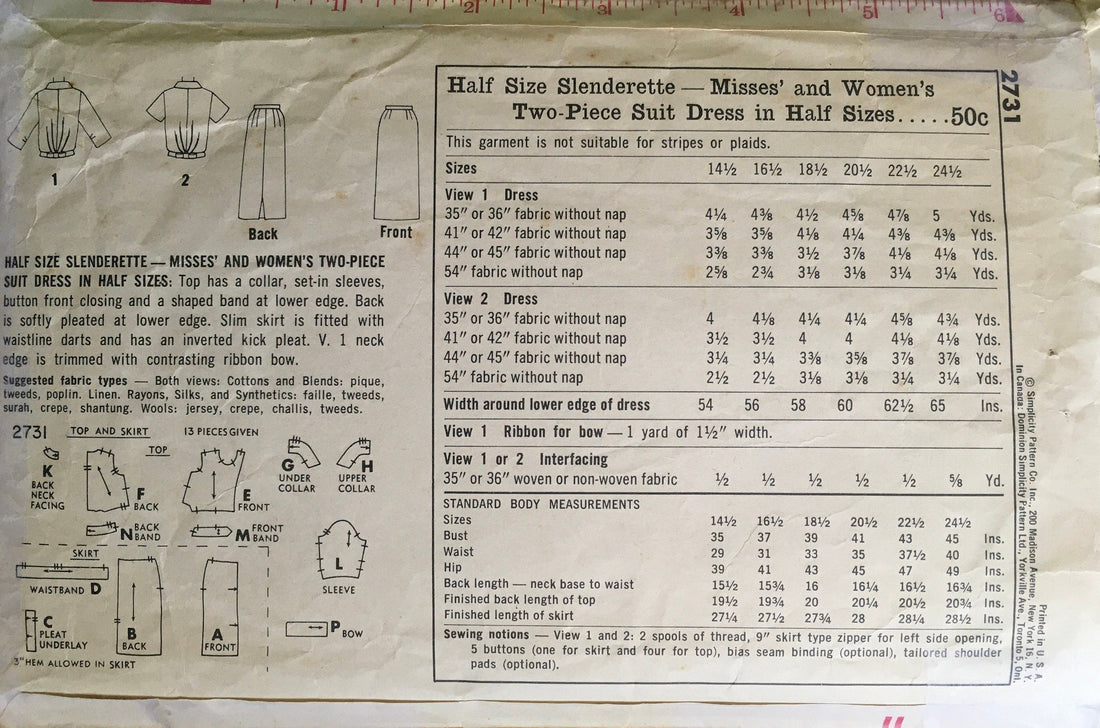 1 2 3 4 5 6
1
2
Back
Front
HALF SIZE SLENDERETTE — MISSES' AND WOMEN'S TWO-PIECE
SUIT DRESS IN HALF SIZES: Top has a collar, set-in sleeves,
button front closing and a shaped band at lower edge. Back
is softly pleated at lower edge. Slim skirt is fitted with
waistline darts and has an inverted kick pleat. V. 1 neck
edge is trimmed with contrasting ribbon bow.
Suggested fabric types — Both views: Cottons and Blends: pique,
tweeds, poplin. Linen. Rayons, Silks, and Synthetics: faille, tweeds,
surah, crepe, shantung. Wools: jersey, crepe, challis, tweeds.
2731 TOP AND SKIRT 13 PIECES GIVEN
TOP
K
BACK
NECK
FACING
F
BACK
E
FRONT
G
UNDER
COLLAR
H
UPPER
COLLAR
N BACK
BAND
M FRONT
BAND
L
SLEEVE
SKIRT
WAISTBAND D
C
PLEAT
UNDERLAY
B
BACK
A
FRONT
P BOW
3" HEM ALLOWED IN SKIRT
Half Size Slenderette — Misses' and Women's
Two-Piece Suit Dress in Half Sizes.....50c
This garment is not suitable for stripes or plaids.
Sizes 14½ 16½ 18½ 20½ 22½ 24½
View 1 Dress
35" or 36" fabric without nap 4¼ 4⅜ 4½ 4⅝ 4⅞ 5 Yds.
41" or 42" fabric without nap 3⅝ 3⅝ 4⅛ 4¼ 4⅜ 4⅜ Yds.
44" or 45" fabric without nap 3⅜ 3⅜ 3½ 3⅞ 4⅛ 4⅛ Yds.
54" fabric without nap 2⅝ 2¾ 3⅛ 3⅛ 3¼ 3¼ Yds.
View 2 Dress
35" or 36" fabric without nap 4 4⅛ 4¼ 4¼ 4⅝ 4¾ Yds.
41" or 42" fabric without nap 3½ 3½ 4 4 4⅛ 4⅛ Yds.
44" or 45" fabric without nap 3¼ 3¼ 3⅜ 3⅝ 3⅞ 3⅞ Yds.
54" fabric without nap 2½ 2½ 3⅛ 3⅛ 3¼ 3¼ Yds.
Width around lower edge of dress 54 56 58 60 62½ 65 Ins.
View 1 Ribbon for bow — 1 yard of 1½" width.
View 1 or 2 Interfacing
35" or 36" woven or non-woven fabric ½ ½ ½ ½ ½ ⅝ Yd.
STANDARD BODY MEASUREMENTS
Sizes 14½ 16½ 18½ 20½ 22½ 24½
Bust 35 37 39 41 43 45 Ins.
Waist 29 31 33 35 37½ 40 Ins.
Hip 39 41 43 45 47 49 Ins.
Back length — neck base to waist 15½ 15¾ 16 16¼ 16½ 16¾ Ins.
Finished back length of top 19½ 19¾ 20 20¼ 20½ 20¾ Ins.
Finished length of skirt 27¼ 27½ 27¾ 28 28¼ 28½ Ins.
Sewing notions — View 1 and 2: 2 spools of thread, 9" skirt type zipper for left side opening,
5 buttons (one for skirt and four for top), bias seam binding (optional), tailored shoulder
pads (optional).
2731
© Simplicity Pattern Co. Inc., 200 Madison Avenue, New York 16, N. Y.
In Canada: Dominion Simplicity Pattern Ltd., Yorkville Ave., Toronto 5, Ont.
Printed in U. S. A.